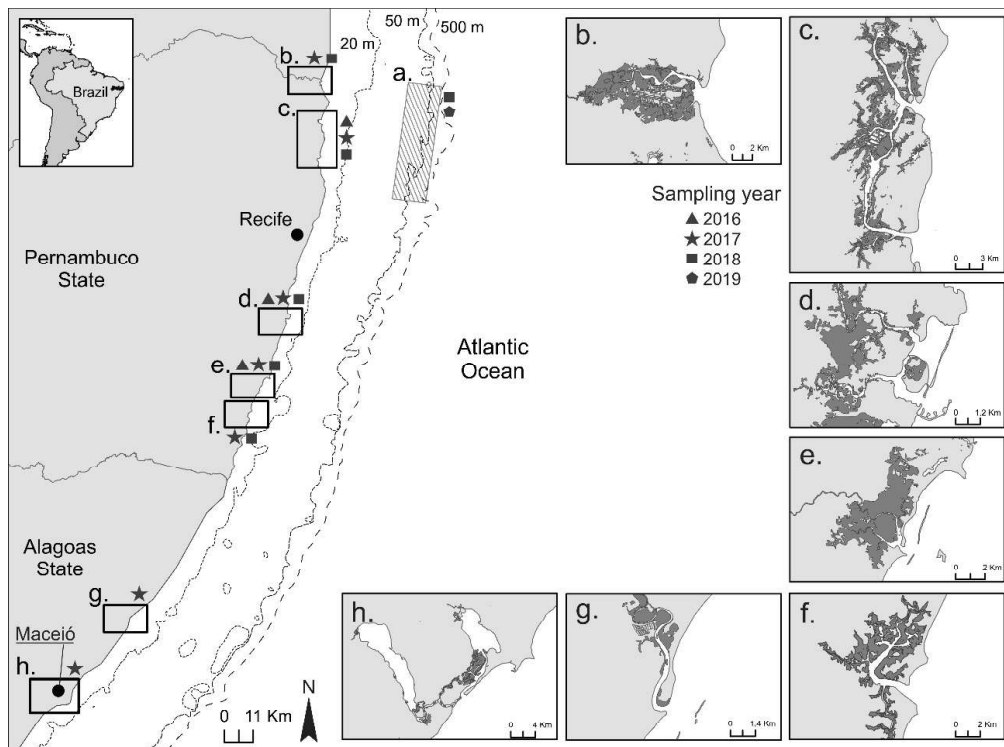 Brazil
50 m
500 m
20 m
a.
b.
c.
Recife
Pernambuco
State
d.
e.
f.
Atlantic
Ocean
Alagoas
State
g.
Maceió
h.
N
0 11 Km
b.
0 2 Km
Sampling year
2016
2017
2018
2019
c.
0 3 Km
d.
0 1.2 Km
e.
0 2 Km
h.
0 4 Km
g.
0 1.4 Km
f.
0 2 Km